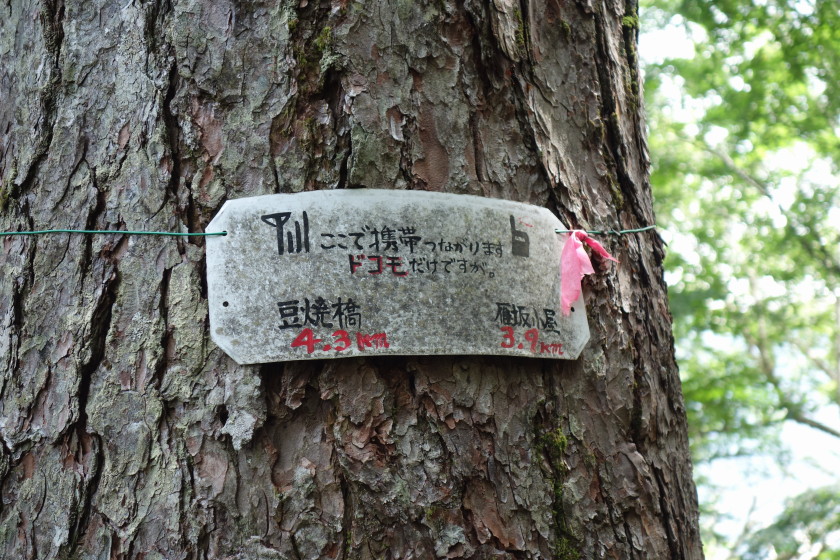 ここで携帯つながります
ドコモだけですが。
豆焼橋 雁坂小屋
4.3km 3.9km